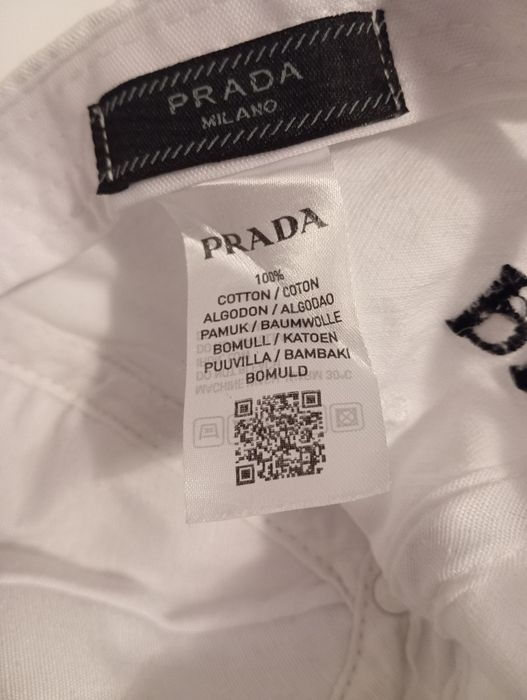 PRADA
MILANO
PRADA
100%
COTTON / COTON
ALGODON / ALGODAO
PAMUK / BAUMWOLLE
BOMULL / KATOEN
PUUVILLA / BAMBAKI
BOMULD